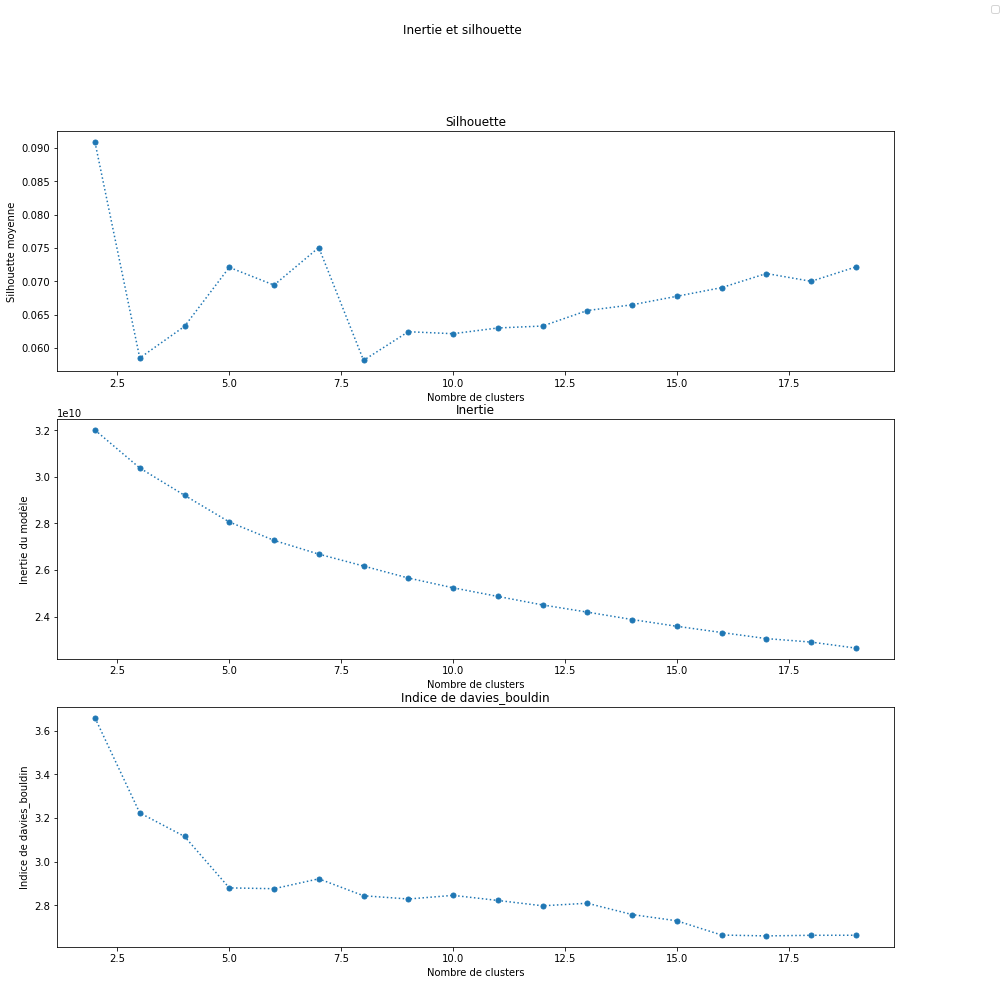 Inertie et silhouette
Silhouette
0.090
0.085
0.080
0.075
0.070
0.065
0.060
Silhouette moyenne
2.5 5.0 7.5 10.0 12.5 15.0 17.5
Nombre de clusters
Inertie
1e10
3.2
3.0
2.8
2.6
2.4
Inertie du modèle
2.5 5.0 7.5 10.0 12.5 15.0 17.5
Nombre de clusters
Indice de davies_bouldin
3.6
3.4
3.2
3.0
2.8
Indice de davies_bouldin
2.5 5.0 7.5 10.0 12.5 15.0 17.5
Nombre de clusters